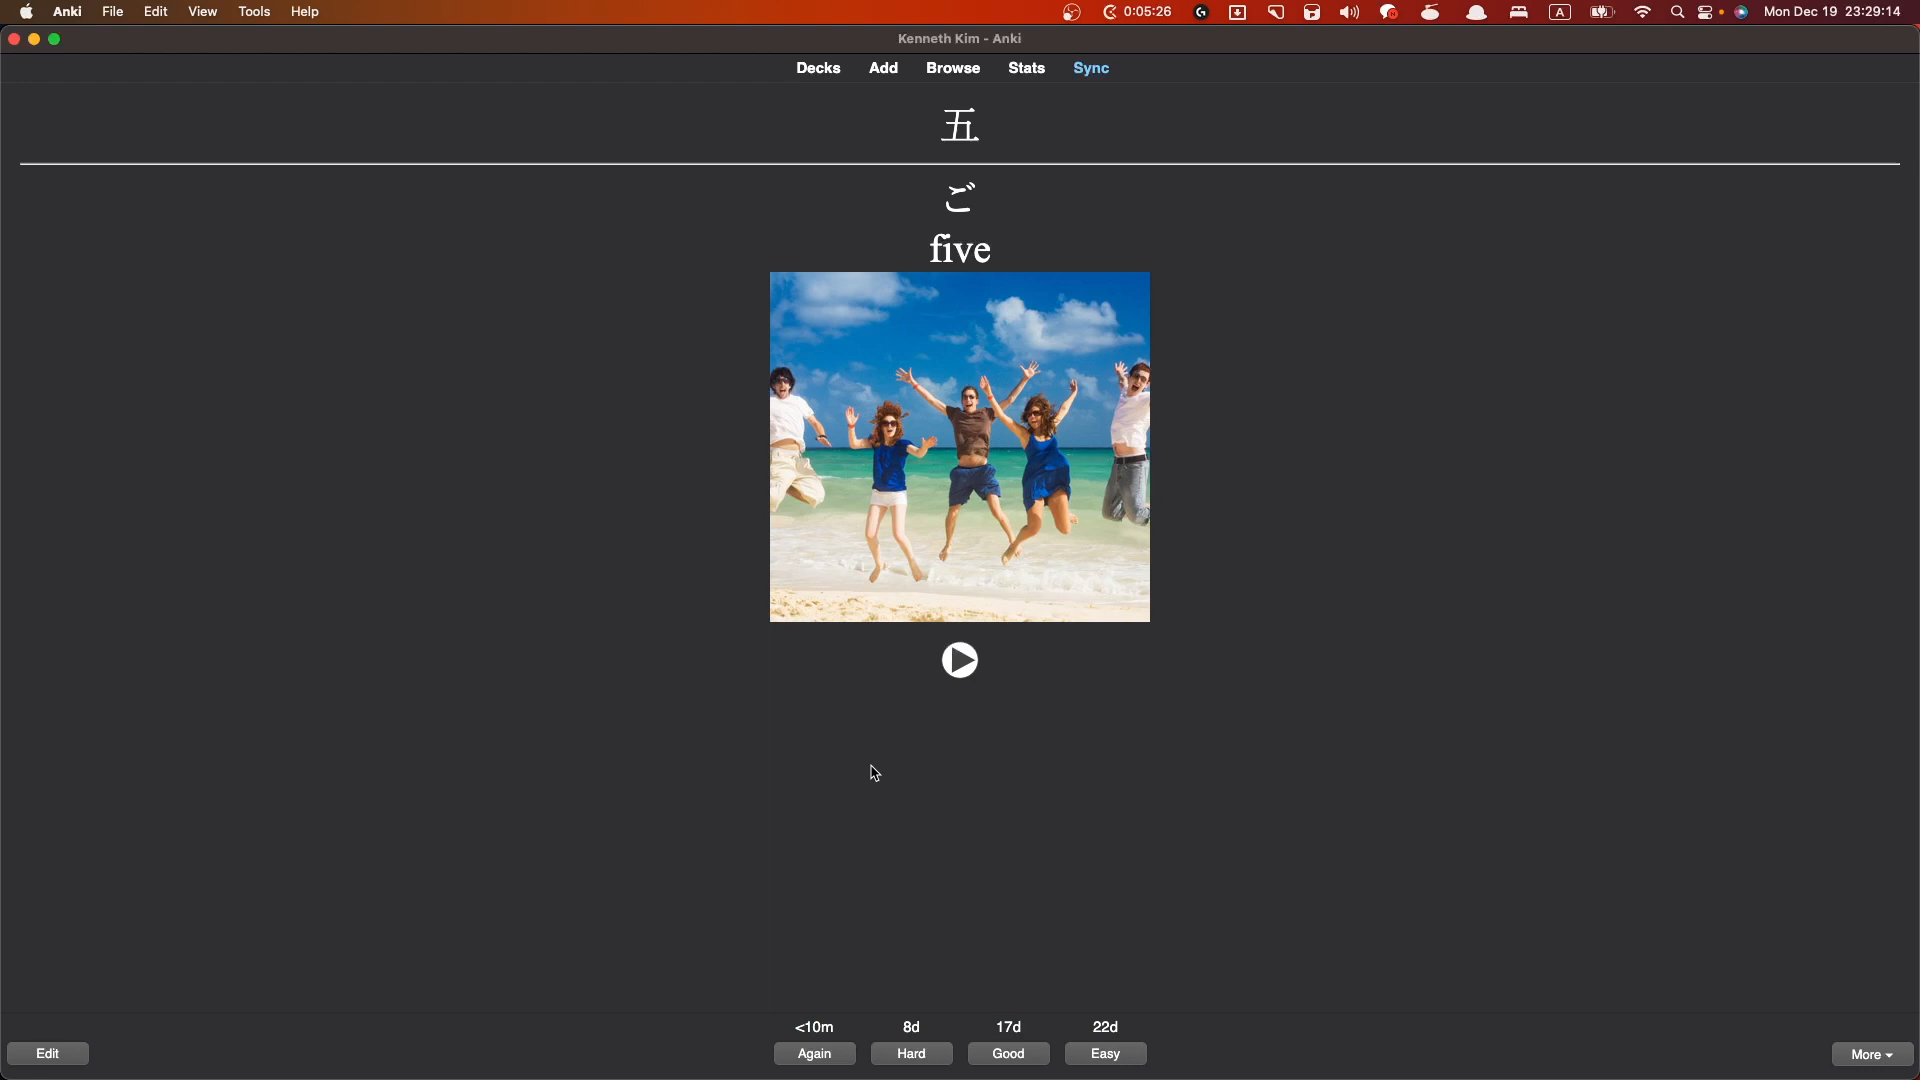 Anki File Edit View Tools Help 0:05:26 A Mon Dec 19 23:29:14
Kenneth Kim - Anki
Decks Add Browse Stats Sync
五
ご
five
<10m 8d 17d 22d
Edit Again Hard Good Easy More